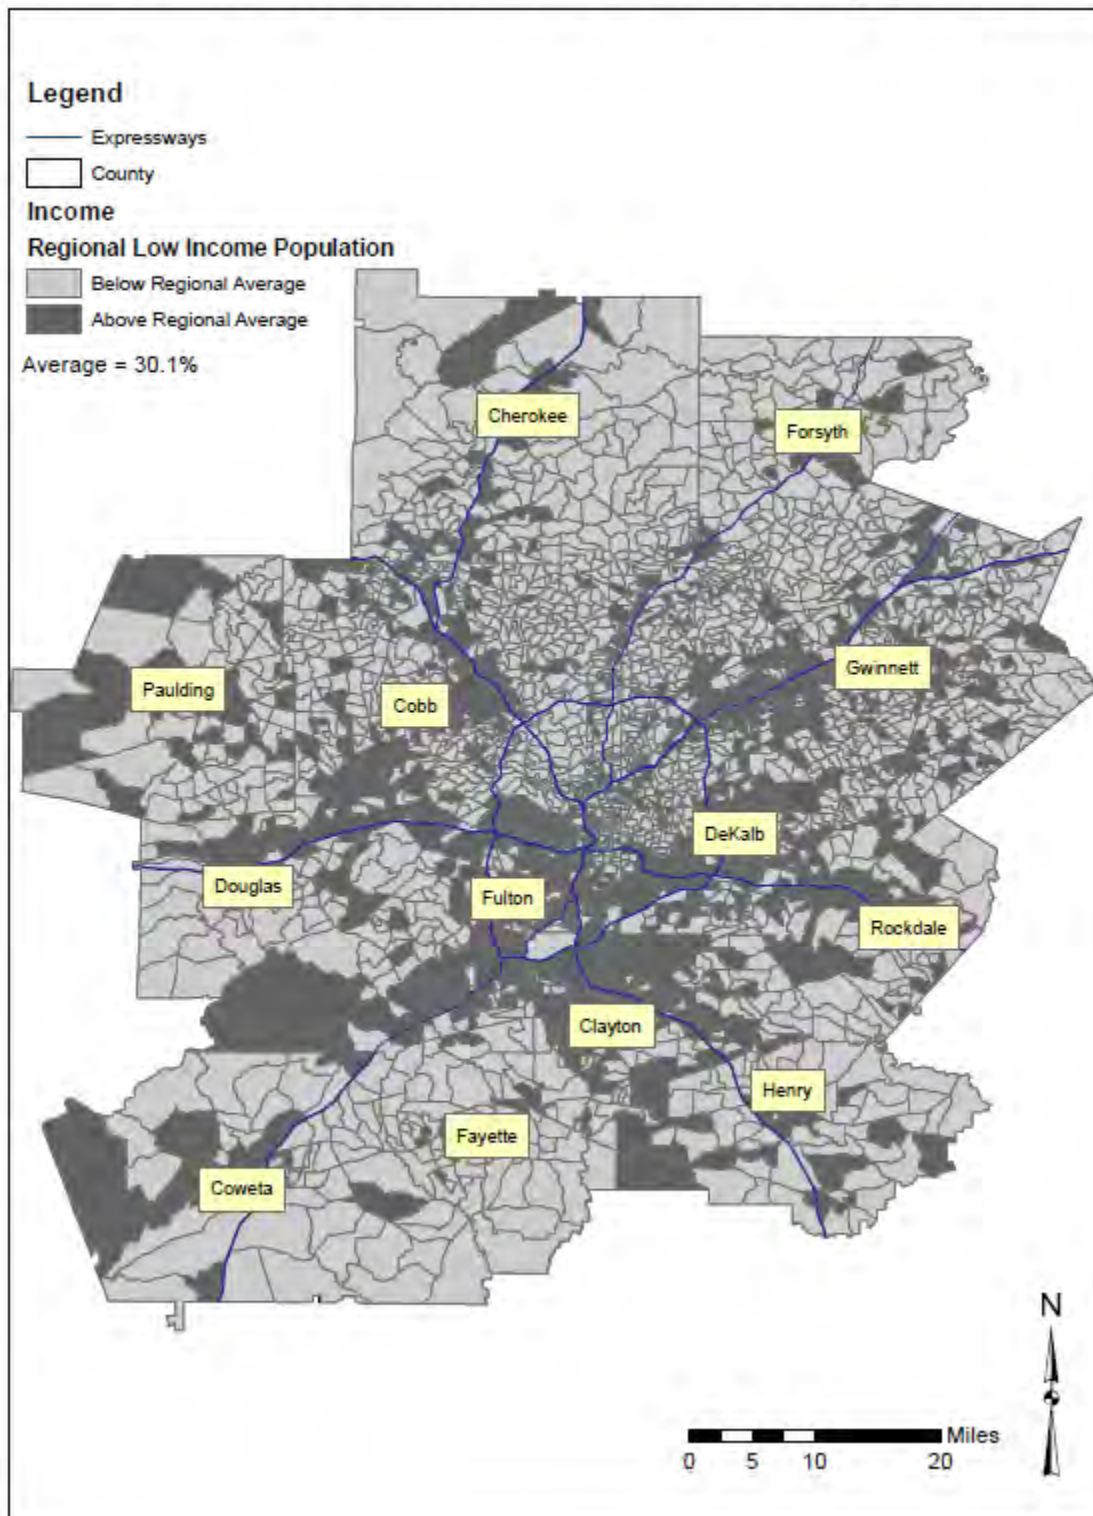 Legend
Expressways
County
Income
Regional Low Income Population
Below Regional Average
Above Regional Average
Average = 30.1%
Cherokee
Forsyth
Gwinnett
Paulding
Cobb
DeKalb
Douglas
Fulton
Rockdale
Clayton
Henry
Fayette
Coweta
N
Miles
0 5 10 20